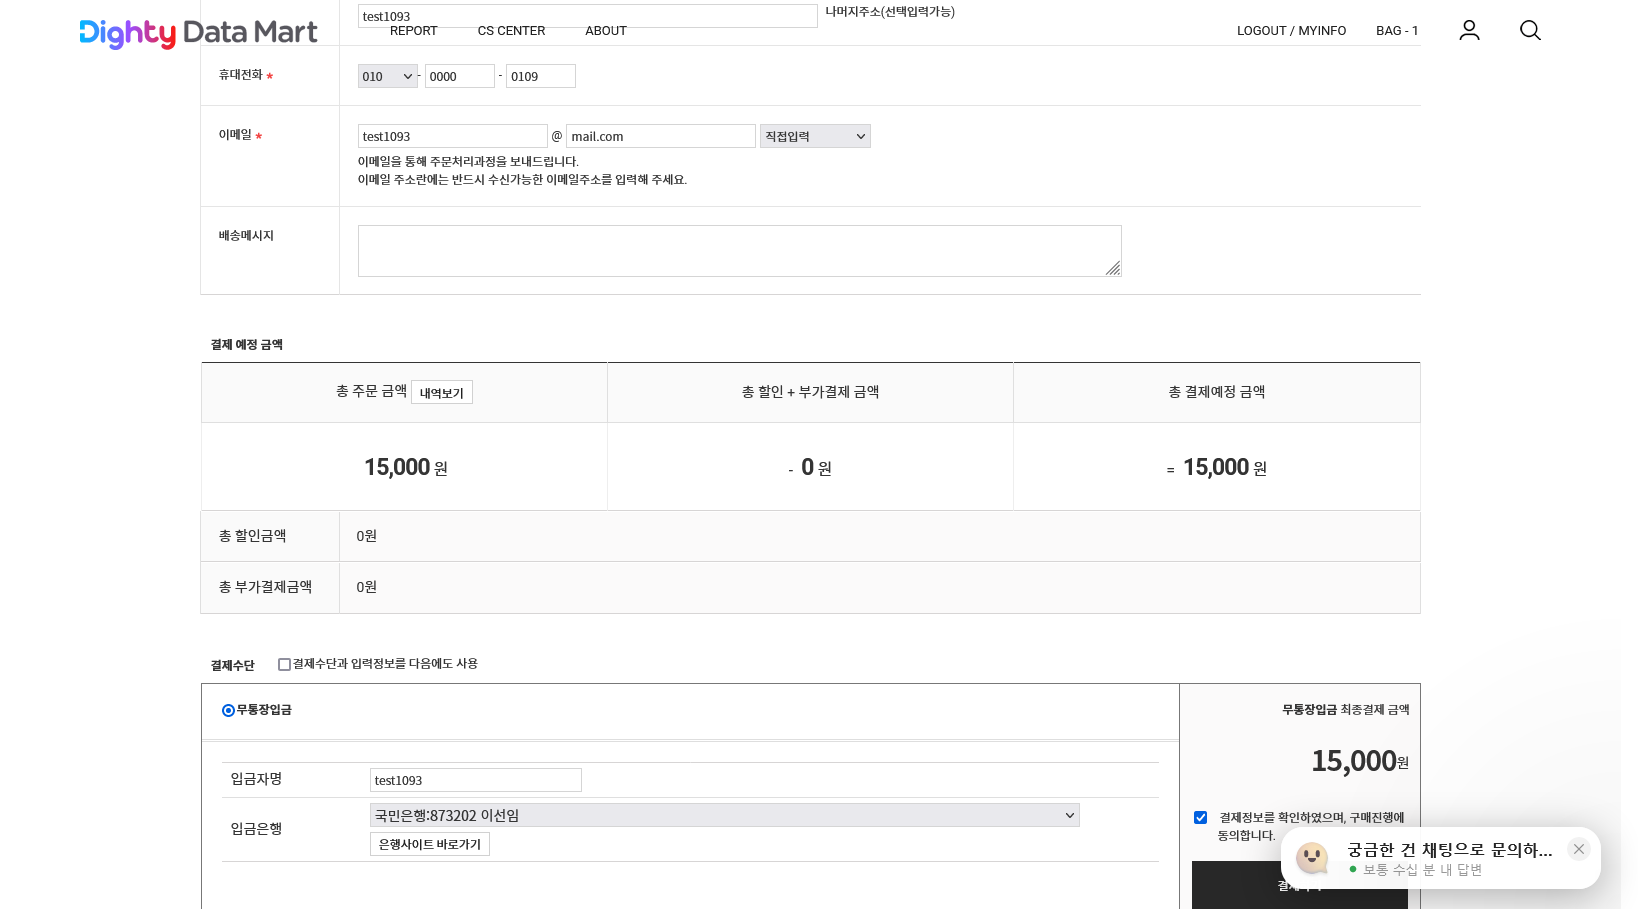 test1093
나머지주소(선택입력가능)
Dighty Data Mart
REPORT
CS CENTER
ABOUT
LOGOUT / MYINFO
BAG - 1
휴대전화 *
010 - 0000 - 0109
이메일 *
test1093 @ mail.com 직접입력
이메일을 통해 주문처리과정을 보내드립니다.
이메일 주소란에는 반드시 수신가능한 이메일주소를 입력해 주세요.
배송메시지
결제 예정 금액
총 주문 금액 내역보기
총 할인 + 부가결제 금액
총 결제예정 금액
15,000 원
- 0 원
= 15,000 원
총 할인금액
0원
총 부가결제금액
0원
결제수단
결제수단과 입력정보를 다음에도 사용
무통장입금
입금자명
test1093
입금은행
국민은행:873202 이선임
은행사이트 바로가기
무통장입금 최종결제 금액
15,000원
결제정보를 확인하였으며, 구매진행에
동의합니다.
궁금한 건 채팅으로 문의하...
보통 수십 분 내 답변